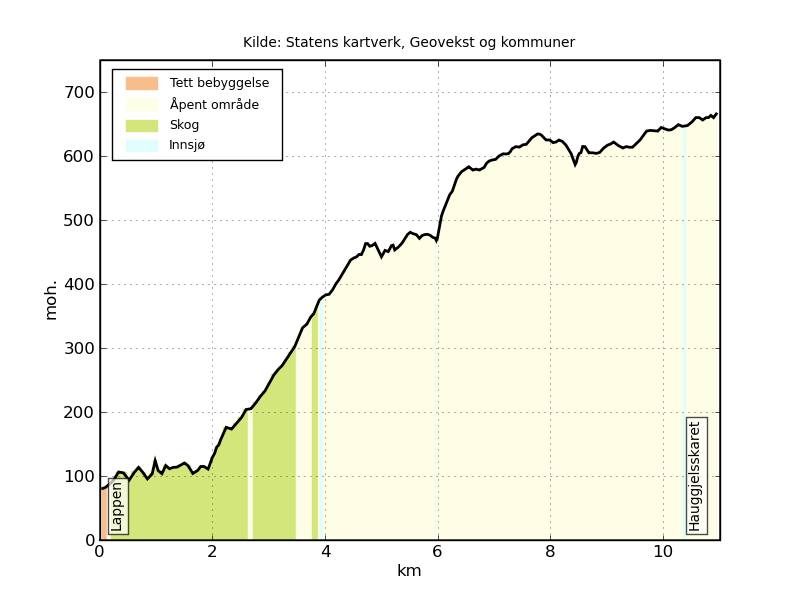 Kilde: Statens kartverk, Geovekst og kommuner
Tett bebyggelse
Åpent område
Skog
Innsjø
700
600
500
400
300
200
100
0
moh.
Lappen
Hauggjelsskaret
0 2 4 6 8 10
km